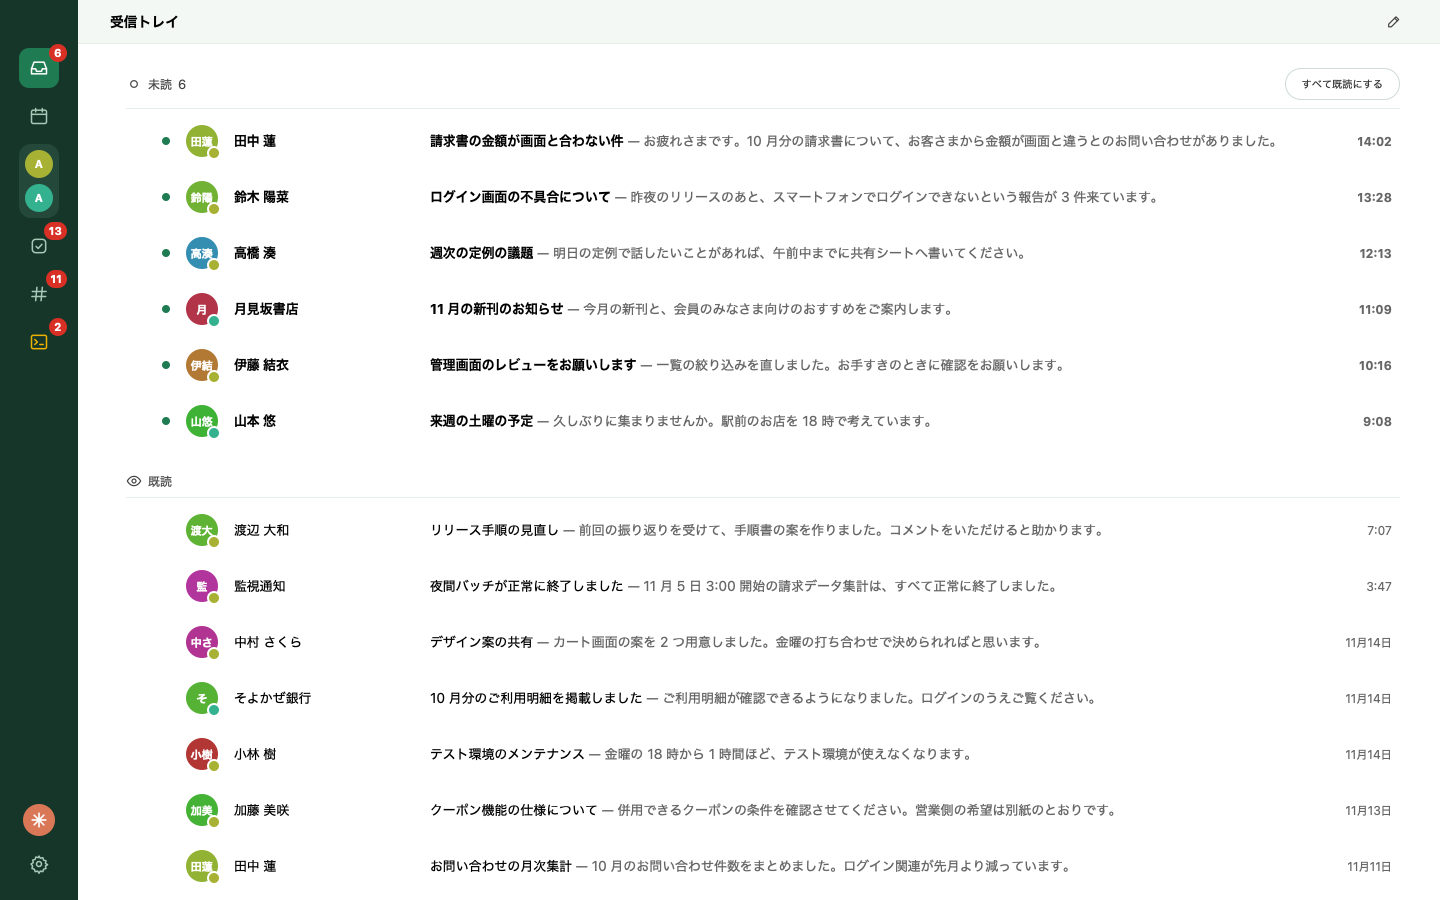 受信トレイ
6
A
A
13
11
2
未読 6
すべて既読にする
田蓮 田中 蓮 請求書の金額が画面と合わない件 — お疲れさまです。10 月分の請求書について、お客さまから金額が画面と違うとのお問い合わせがありました。 14:02
鈴陽 鈴木 陽菜 ログイン画面の不具合について — 昨夜のリリースのあと、スマートフォンでログインできないという報告が 3 件来ています。 13:28
高湊 高橋 湊 週次の定例の議題 — 明日の定例で話したいことがあれば、午前中までに共有シートへ書いてください。 12:13
月 月見坂書店 11 月の新刊のお知らせ — 今月の新刊と、会員のみなさま向けのおすすめをご案内します。 11:09
伊結 伊藤 結衣 管理画面のレビューをお願いします — 一覧の絞り込みを直しました。お手すきのときに確認をお願いします。 10:16
山悠 山本 悠 来週の土曜の予定 — 久しぶりに集まりませんか。駅前のお店を 18 時で考えています。 9:08
既読
渡大 渡辺 大和 リリース手順の見直し — 前回の振り返りを受けて、手順書の案を作りました。コメントをいただけると助かります。 7:07
監 監視通知 夜間バッチが正常に終了しました — 11 月 5 日 3:00 開始の請求データ集計は、すべて正常に終了しました。 3:47
中さ 中村 さくら デザイン案の共有 — カート画面の案を 2 つ用意しました。金曜の打ち合わせで決められればと思います。 11月14日
そ そよかぜ銀行 10 月分のご利用明細を掲載しました — ご利用明細が確認できるようになりました。ログインのうえご覧ください。 11月14日
小樹 小林 樹 テスト環境のメンテナンス — 金曜の 18 時から 1 時間ほど、テスト環境が使えなくなります。 11月14日
加美 加藤 美咲 クーポン機能の仕様について — 併用できるクーポンの条件を確認させてください。営業側の希望は別紙のとおりです。 11月13日
田蓮 田中 蓮 お問い合わせの月次集計 — 10 月のお問い合わせ件数をまとめました。ログイン関連が先月より減っています。 11月11日